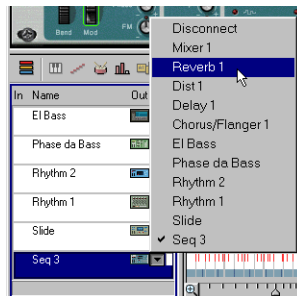 Bend Mod FM
In Name Out
El Bass
Phase da Bass
Rhythm 2
Rhythm 1
Slide
Seq 3
Disconnect
Mixer 1
Reverb 1
Dist 1
Delay 1
Chorus/Flanger 1
El Bass
Phase da Bass
Rhythm 2
Rhythm 1
Slide
Seq 3